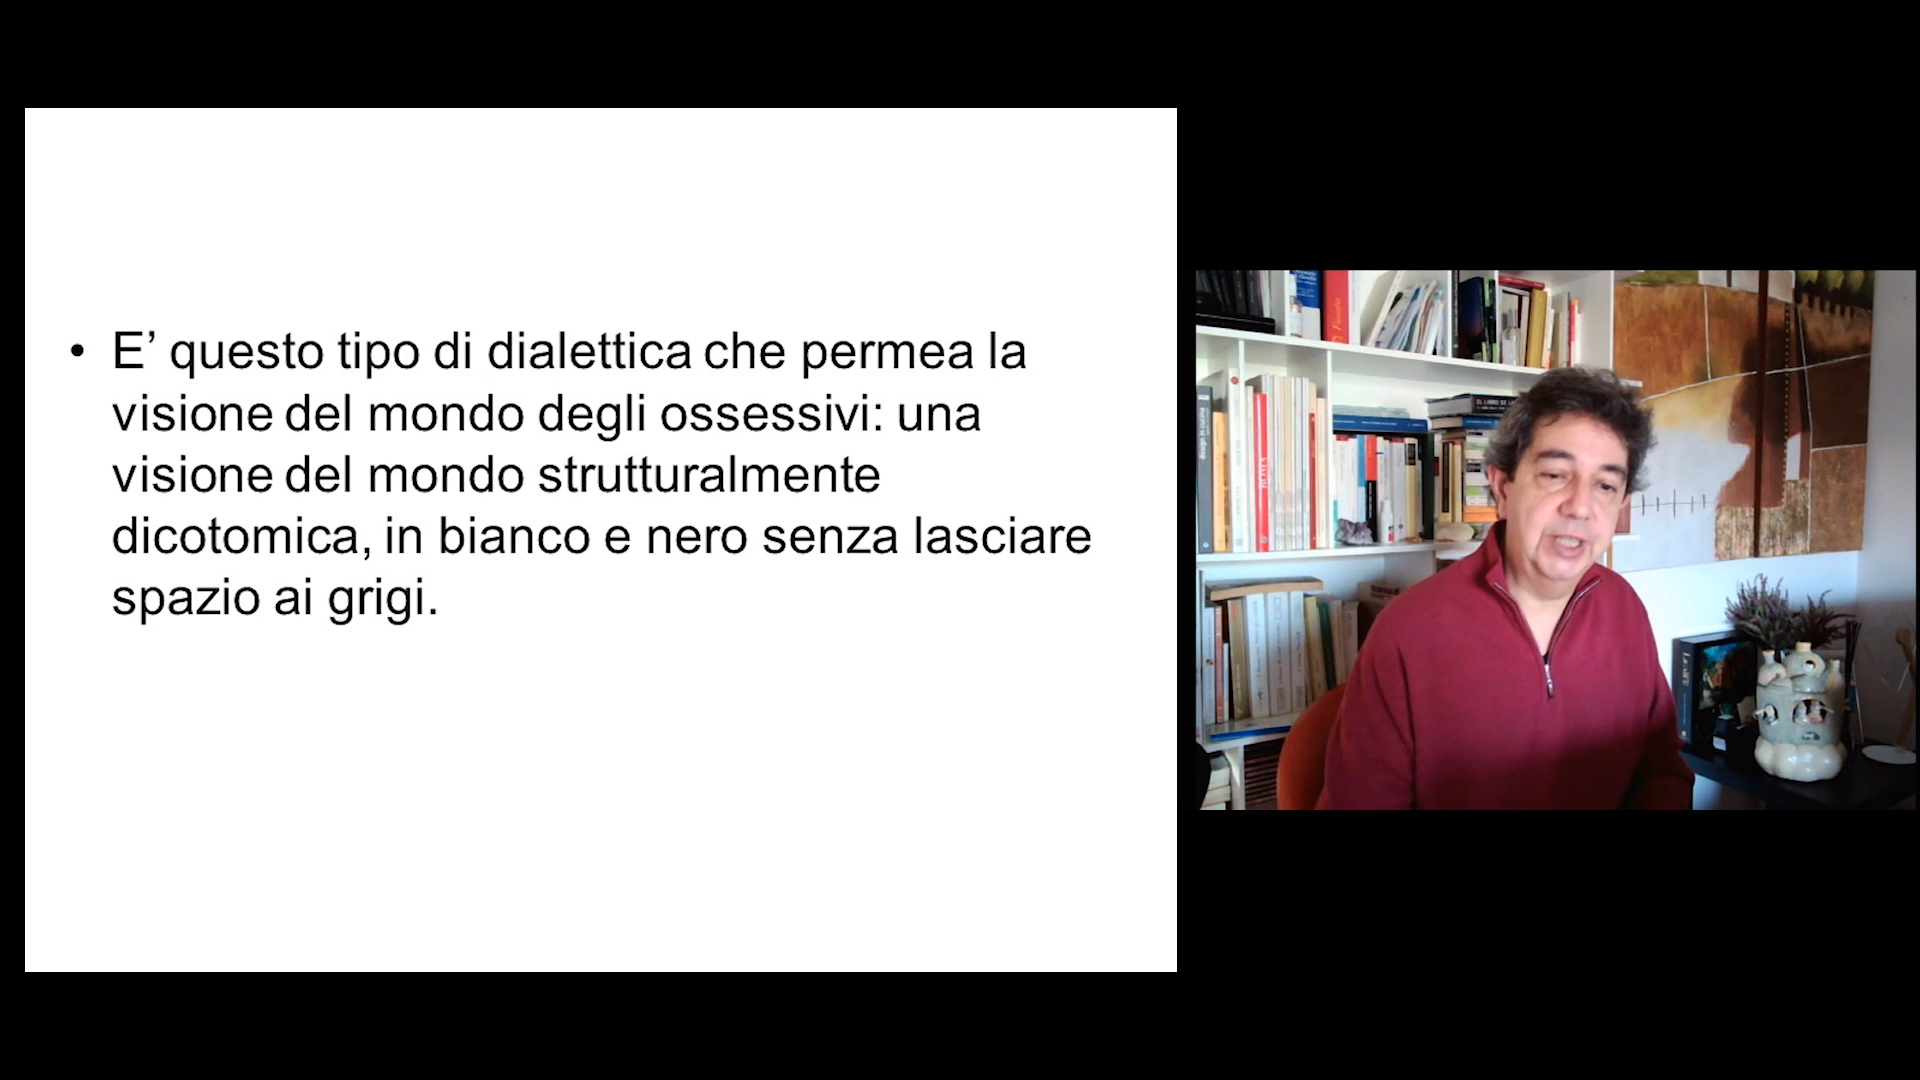 • E’ questo tipo di dialettica che permea la
visione del mondo degli ossessivi: una
visione del mondo strutturalmente
dicotomica, in bianco e nero senza lasciare
spazio ai grigi.
ROMA